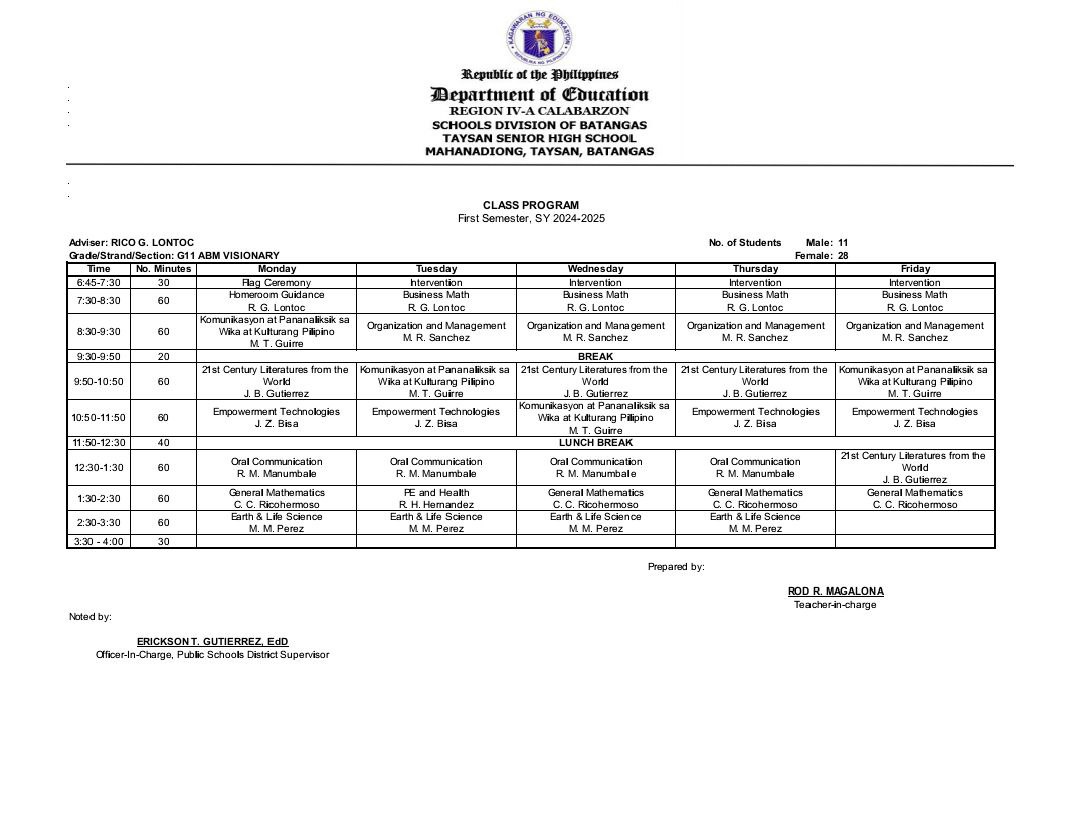 KAGAWARAN NG EDUKASYON
REPUBLIKA NG PILIPINAS
Republic of the Philippines
Department of Education
REGION IV-A CALABARZON
SCHOOLS DIVISION OF BATANGAS
TAYSAN SENIOR HIGH SCHOOL
MAHANADIONG, TAYSAN, BATANGAS
CLASS PROGRAM
First Semester, SY 2024-2025
Adviser: RICO G. LONTOC No. of Students Male: 11
Grade/Strand/Section: G11 ABM VISIONARY Female: 28
Time No. Minutes Monday Tuesday Wednesday Thursday Friday
6:45-7:30 30 Flag Ceremony Intervention Intervention Intervention Intervention
7:30-8:30 60 Homeroom Guidance Business Math Business Math Business Math Business Math
R. G. Lontoc R. G. Lontoc R. G. Lontoc R. G. Lontoc R. G. Lontoc
8:30-9:30 60 Komunikasyon at Pananaliksik sa
Wika at Kulturang Pilipino Organization and Management Organization and Management Organization and Management Organization and Management
M. T. Guirre M. R. Sanchez M. R. Sanchez M. R. Sanchez M. R. Sanchez
9:30-9:50 20 BREAK
9:50-10:50 60 21st Century Literatures from the Komunikasyon at Pananaliksik sa 21st Century Literatures from the 21st Century Literatures from the Komunikasyon at Pananaliksik sa
World Wika at Kulturang Pilipino World World Wika at Kulturang Pilipino
J. B. Gutierrez M. T. Guirre J. B. Gutierrez J. B. Gutierrez M. T. Guirre
10:50-11:50 60 Empowerment Technologies Empowerment Technologies Komunikasyon at Pananaliksik sa Empowerment Technologies Empowerment Technologies
Wika at Kulturang Pilipino
J. Z. Bisa J. Z. Bisa M. T. Guirre J. Z. Bisa J. Z. Bisa
11:50-12:30 40 LUNCH BREAK
12:30-1:30 60 Oral Communication Oral Communication Oral Communication Oral Communication 21st Century Literatures from the
World
R. M. Manumbale R. M. Manumbale R. M. Manumbale R. M. Manumbale J. B. Gutierrez
1:30-2:30 60 General Mathematics PE and Health General Mathematics General Mathematics General Mathematics
C. C. Ricohermoso R. H. Hernandez C. C. Ricohermoso C. C. Ricohermoso C. C. Ricohermoso
2:30-3:30 60 Earth & Life Science Earth & Life Science Earth & Life Science Earth & Life Science
M. M. Perez M. M. Perez M. M. Perez M. M. Perez
3:30 - 4:00 30
Prepared by:
ROD R. MAGALONA
Teacher-in-charge
Noted by:
ERICKSON T. GUTIERREZ, EdD
Officer-In-Charge, Public Schools District Supervisor